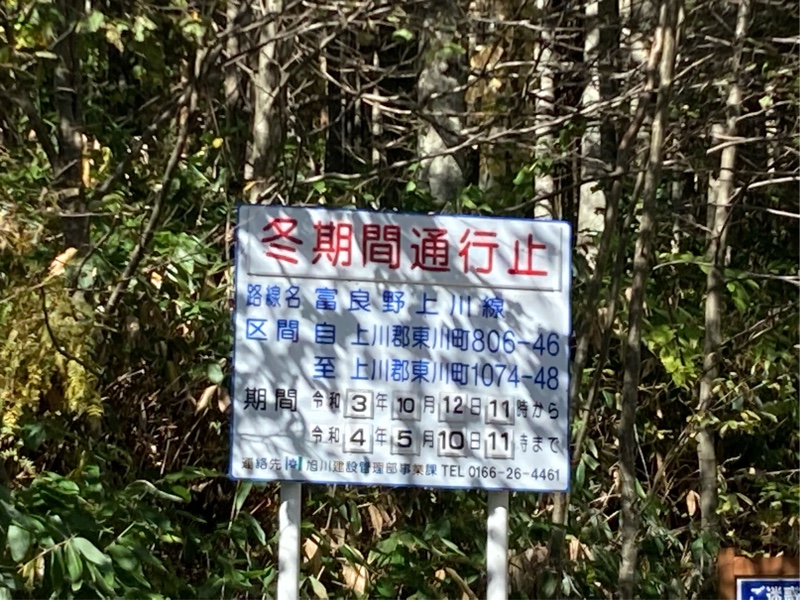 冬期間通行止
路線名 富良野上川線
区間 自 上川郡東川町806-46
至 上川郡東川町1074-48
期間 令和3年10月12日11時から
令和4年5月10日11時まで
連絡先 旭川建設管理部事業課 TEL 0166-26-4461